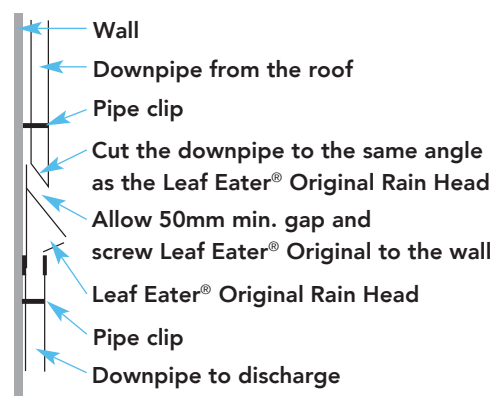 Wall
Downpipe from the roof
Pipe clip
Cut the downpipe to the same angle
as the Leaf Eater® Original Rain Head
Allow 50mm min. gap and
screw Leaf Eater® Original to the wall
Leaf Eater® Original Rain Head
Pipe clip
Downpipe to discharge